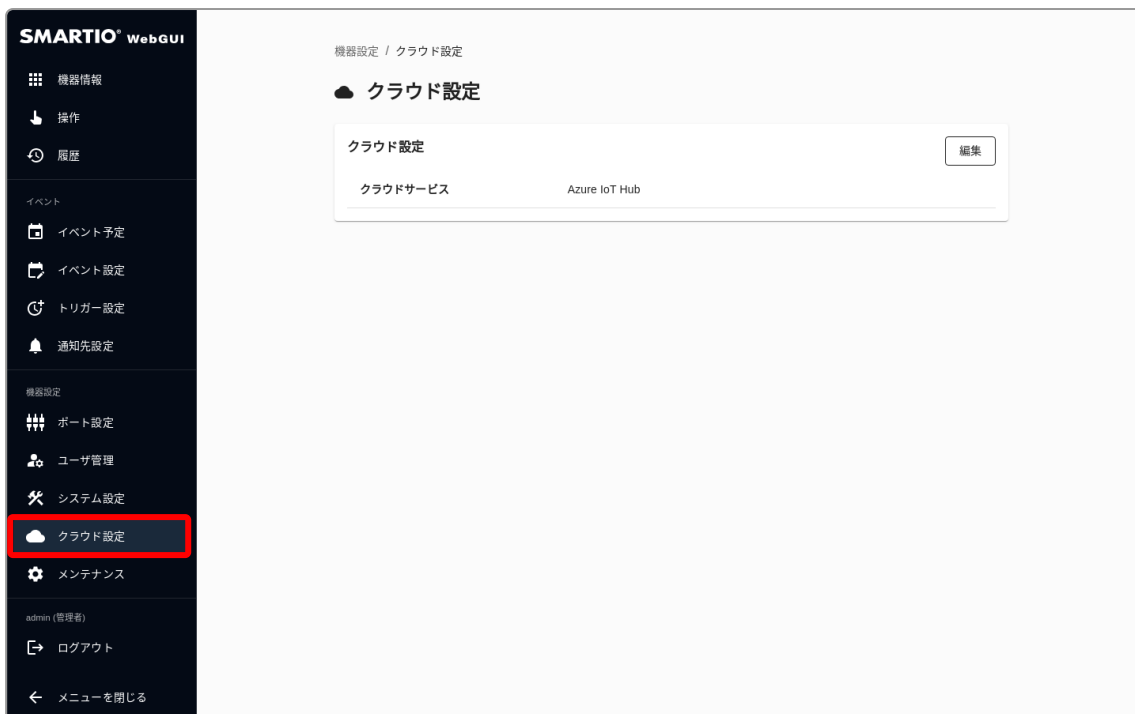 SMARTIO® WebGUI
機器情報
操作
履歴
イベント
イベント予定
イベント設定
トリガー設定
通知先設定
機器設定
ポート設定
ユーザ管理
システム設定
クラウド設定
メンテナンス
admin (管理者)
ログアウト
メニューを閉じる
機器設定 / クラウド設定
クラウド設定
クラウド設定
編集
クラウドサービス Azure IoT Hub